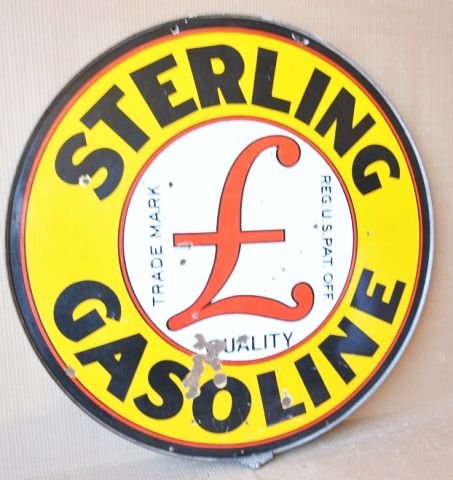 STERLING
£
TRADE MARK
REG. U.S. PAT. OFF.
QUALITY
GASOLINE